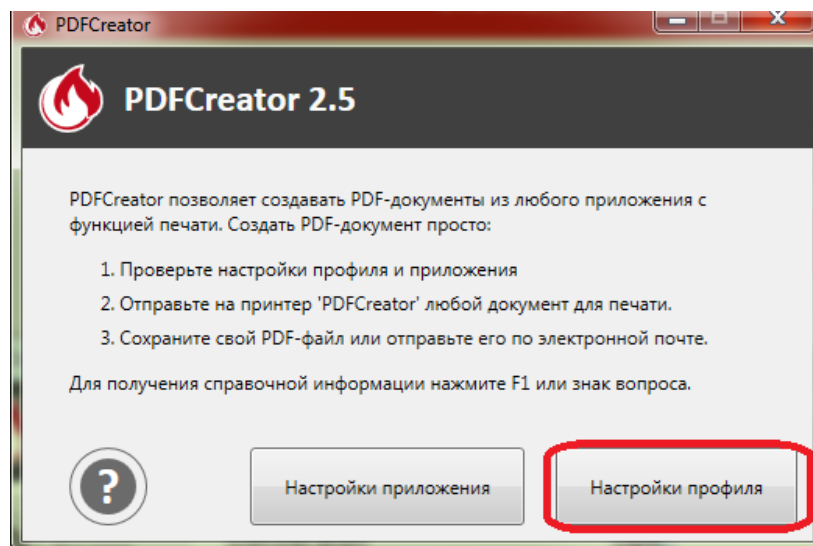 PDFCreator
PDFCreator 2.5
PDFCreator позволяет создавать PDF-документы из любого приложения с
функцией печати. Создать PDF-документ просто:
1. Проверьте настройки профиля и приложения
2. Отправьте на принтер 'PDFCreator' любой документ для печати.
3. Сохраните свой PDF-файл или отправьте его по электронной почте.
Для получения справочной информации нажмите F1 или знак вопроса.
?
Настройки приложения
Настройки профиля